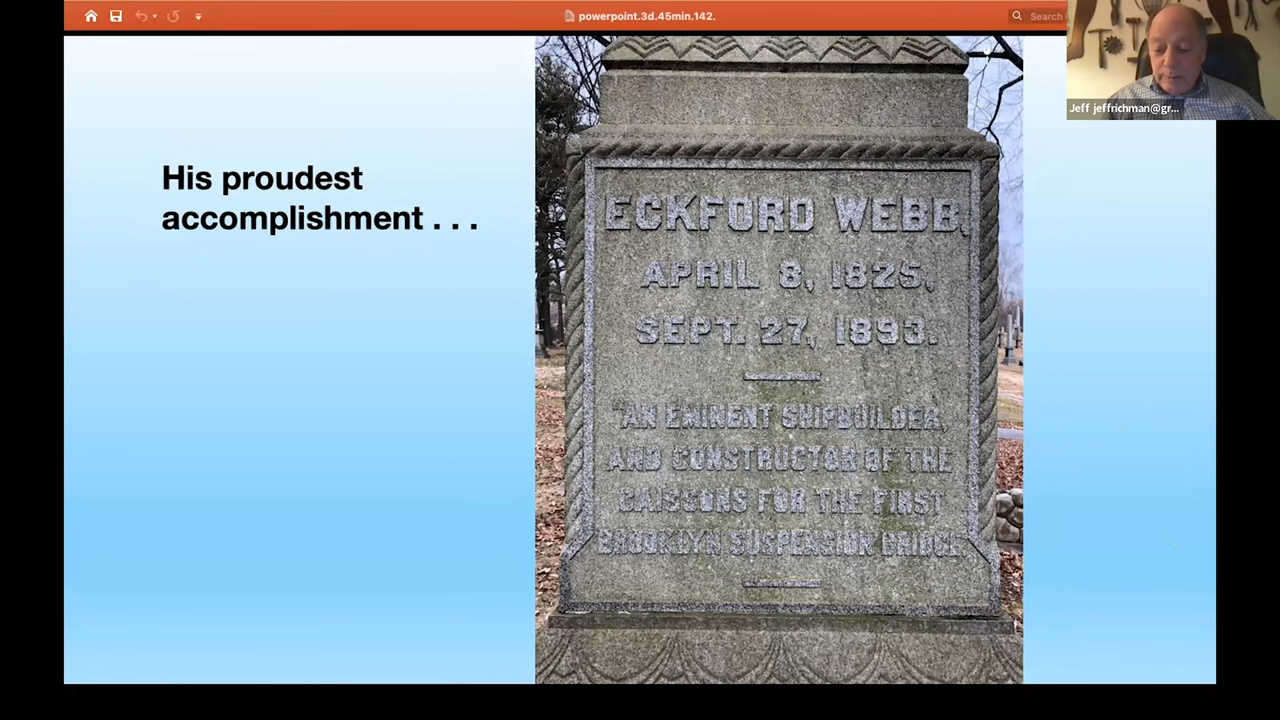 powerpoint.3d.45min.142.
Search
Jeff jeffrichman@gr...
His proudest
accomplishment . . .
ECKFORD WEBB,
APRIL 8, 1825,
SEPT. 27, 1893.
"AN EMINENT SHIPBUILDER,
AND CONSTRUCTOR OF THE
CAISSONS FOR THE FIRST
BROOKLYN SUSPENSION BRIDGE